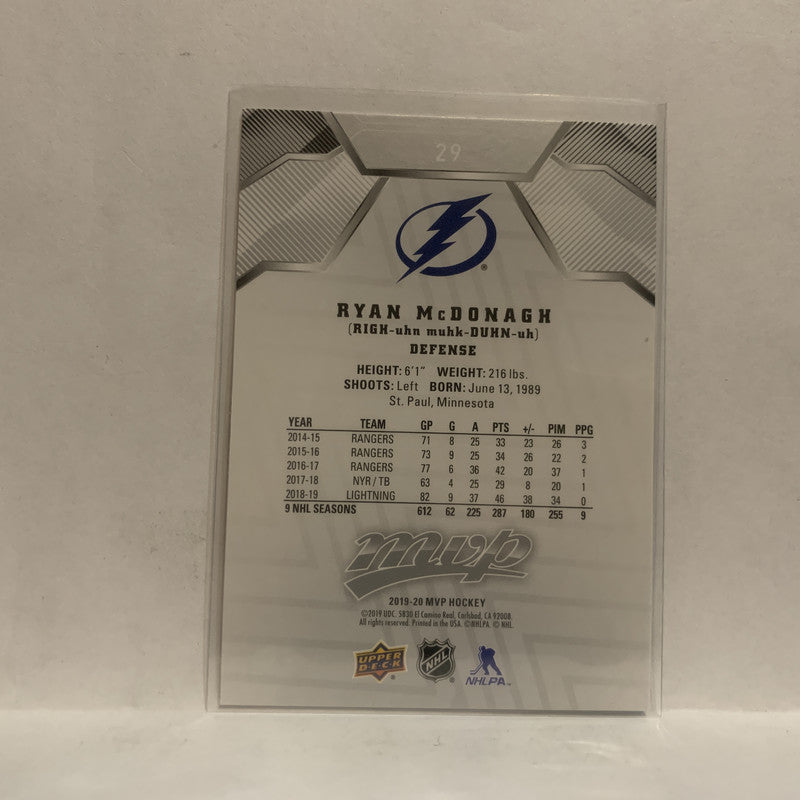 29
RYAN McDONAGH
(RIGH-uhn muhk-DUHN-uh)
DEFENSE
HEIGHT: 6'1" WEIGHT: 216 lbs.
SHOOTS: Left BORN: June 13, 1989
St. Paul, Minnesota
YEAR TEAM GP G A PTS +/- PIM PPG
2014-15 RANGERS 71 8 25 33 23 26 3
2015-16 RANGERS 73 9 25 34 26 22 2
2016-17 RANGERS 77 6 36 42 20 37 1
2017-18 NYR / TB 63 4 25 29 8 20 1
2018-19 LIGHTNING 82 9 37 46 38 34 0
9 NHL SEASONS 612 62 225 287 180 255 9
mvp
2019-20 MVP HOCKEY
©2019 UDC. 5830 El Camino Real, Carlsbad, CA 92008.
All rights reserved. Printed in the USA. ©NHLPA. © NHL.
UPPER DECK
NHL
NHLPA